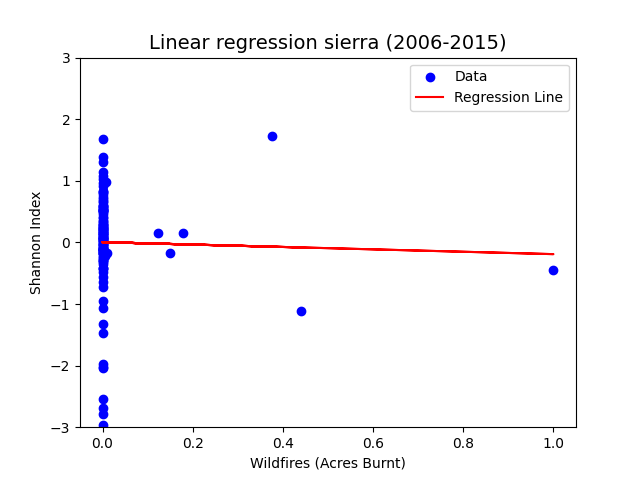 Linear regression sierra (2006-2015)
Data
Regression Line
3
2
1
0
−1
−2
−3
Shannon Index
0.0 0.2 0.4 0.6 0.8 1.0
Wildfires (Acres Burnt)